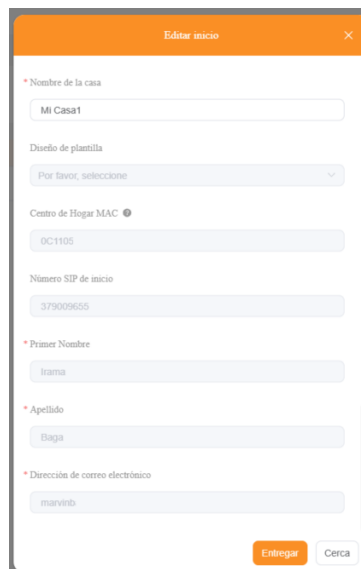 Editar inicio
* Nombre de la casa
Mi Casa1
Diseño de plantilla
Por favor, seleccione
Centro de Hogar MAC
0C1105
Número SIP de inicio
379009655
* Primer Nombre
Irama
* Apellido
Baga
* Dirección de correo electrónico
marvinb
Entregar Cerca